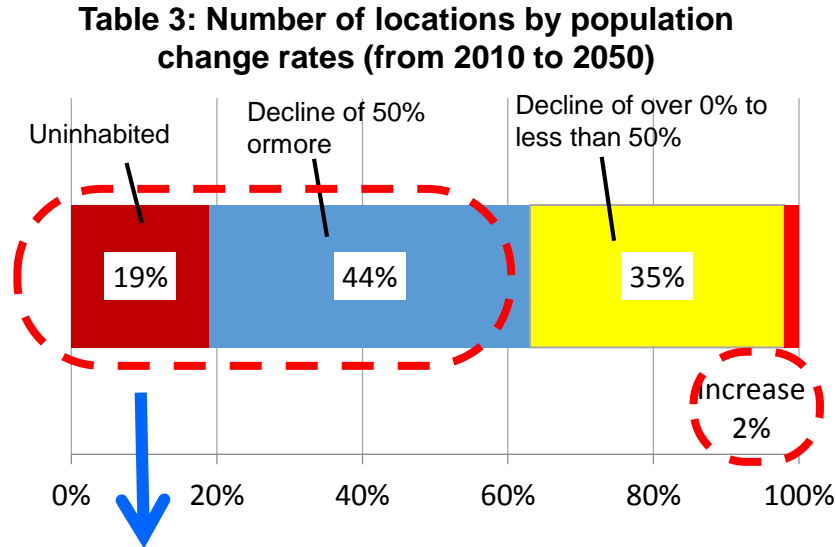 Table 3: Number of locations by population
change rates (from 2010 to 2050)
Uninhabited
Decline of 50%
ormore
Decline of over 0% to
less than 50%
19%
44%
35%
Increase
2%
0%
20%
40%
60%
80%
100%